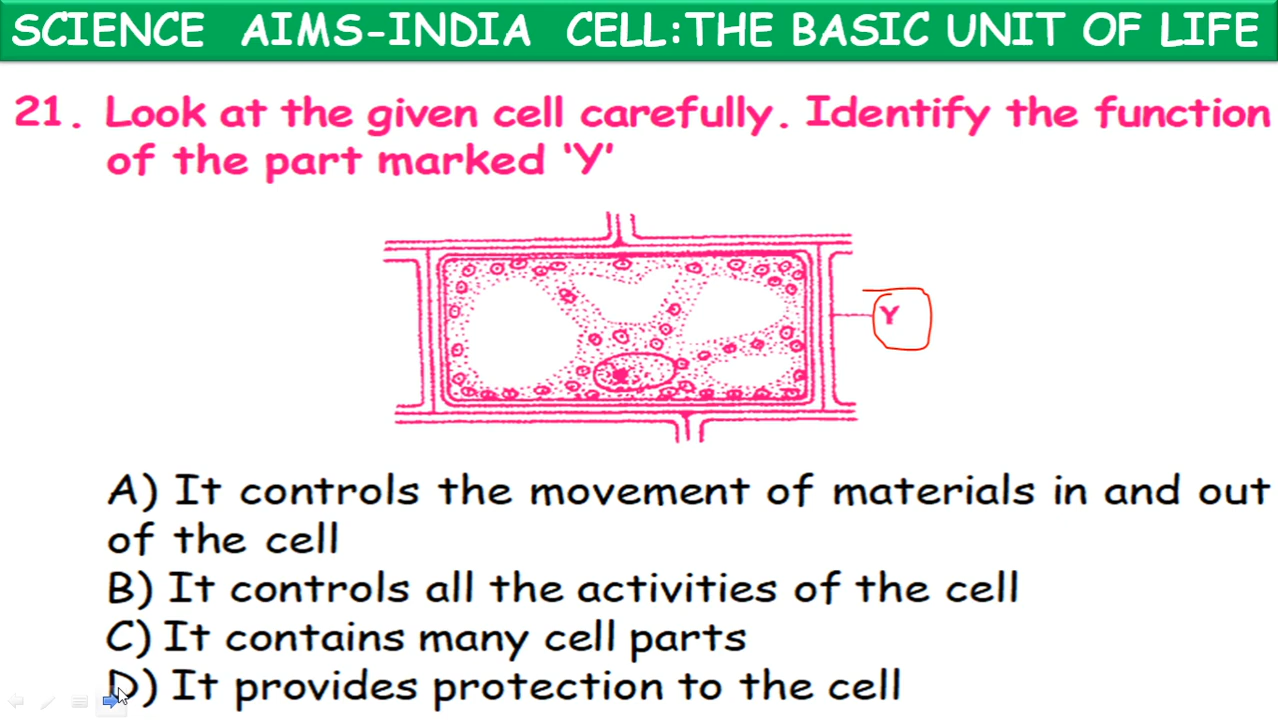 SCIENCE AIMS-INDIA CELL:THE BASIC UNIT OF LIFE
21. Look at the given cell carefully. Identify the function
of the part marked ‘Y’
Y
A) It controls the movement of materials in and out
of the cell
B) It controls all the activities of the cell
C) It contains many cell parts
D) It provides protection to the cell